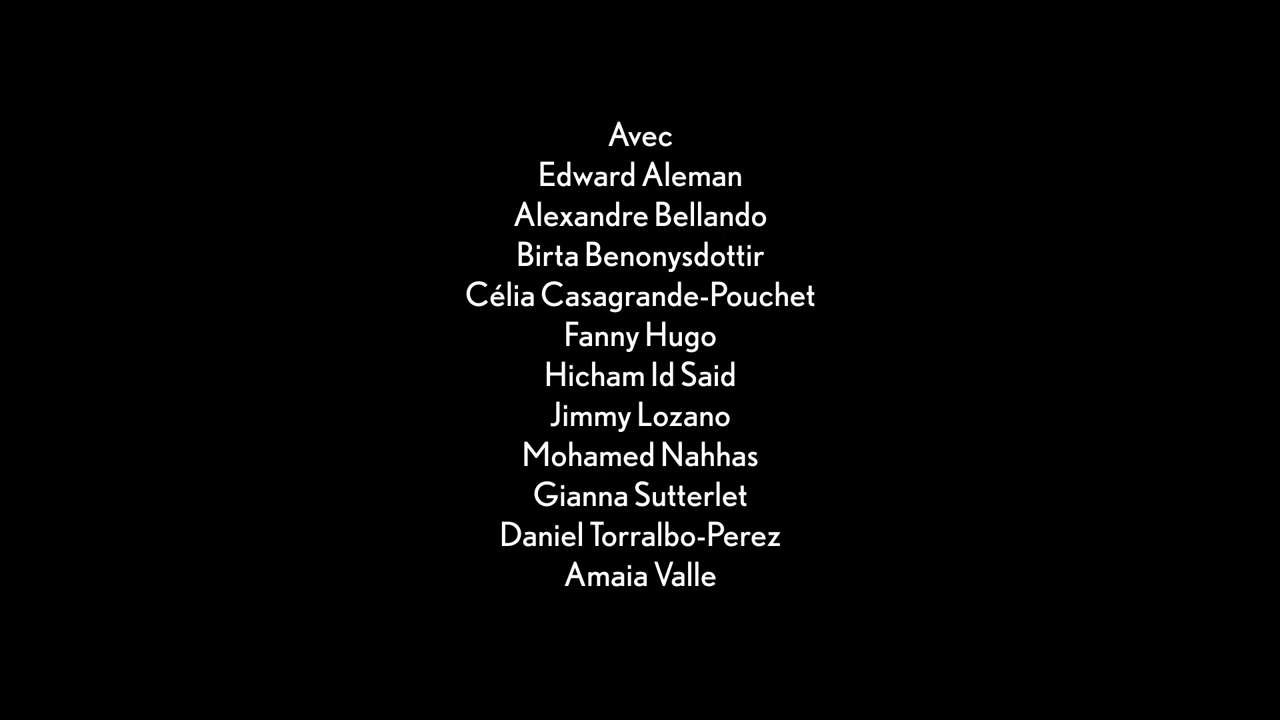 Avec
Edward Aleman
Alexandre Bellando
Birta Benonysdottir
Célia Casagrande-Pouchet
Fanny Hugo
Hicham Id Said
Jimmy Lozano
Mohamed Nahhas
Gianna Sutterlet
Daniel Torralbo-Perez
Amaia Valle